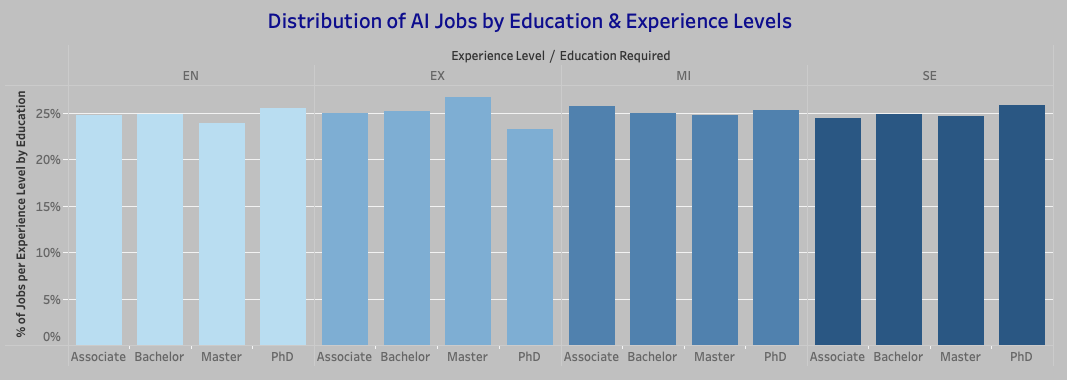 Distribution of AI Jobs by Education & Experience Levels
Experience Level / Education Required
EN EX MI SE
% of Jobs per Experience Level by Education
25%
20%
15%
10%
5%
0%
Associate Bachelor Master PhD Associate Bachelor Master PhD Associate Bachelor Master PhD Associate Bachelor Master PhD